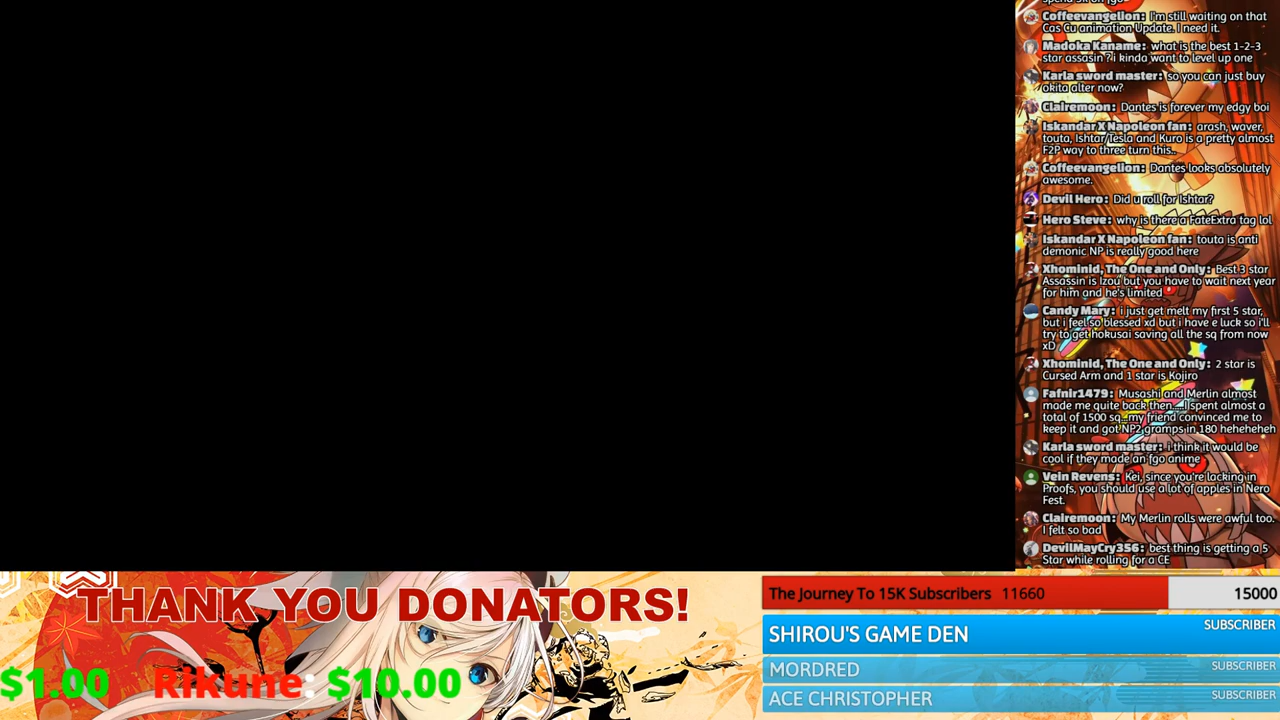 Coffeevangelion: I'm still waiting on that
Cas Cu animation Update. I need it.
Madoka Kaname: what is the best 1-2-3
star assasin ? i kinda want to level up one
Karla sword master: so you can just buy
okita alter now?
Clairemoon: Dantes is forever my edgy boi
Iskandar X Napoleon fan: arash, waver,
touta, Ishtar/Tesla and Kuro is a pretty almost
F2P way to three turn this..
Coffeevangelion: Dantes looks absolutely
awesome.
Devil Hero: Did u roll for Ishtar?
Hero Steve: why is there a FateExtra tag lol
Iskandar X Napoleon fan: touta is anti
demonic NP is really good here
Xhominid, The One and Only: Best 3 star
Assassin is Izou but you have to wait next year
for him and he's limited
Candy Mary: i just get melt my first 5 star,
but i feel so blessed xd but i have e luck so i'll
try to get hokusai saving all the sq from now
xD
Xhominid, The One and Only: 2 star is
Cursed Arm and 1 star is Kojiro
Fafnir1479: Musashi and Merlin almost
made me quite back then.....I spent almost a
total of 1500 sq...my friend convinced me to
keep it and got NP2 gramps in 180 heheheheh
Karla sword master: i think it would be
cool if they made an fgo anime
Vein Revens: Kei, since you're lacking in
Proofs, you should use a lot of apples in Nero
Fest.
Clairemoon: My Merlin rolls were awful too.
I felt so bad
DevilMayCry356: best thing is getting a 5
Star while rolling for a CE
THANK YOU DONATORS!
$1.00 Rikune: $10.00
The Journey To 15K Subscribers 11660 15000
SHIROU'S GAME DEN SUBSCRIBER
MORDRED SUBSCRIBER
ACE CHRISTOPHER SUBSCRIBER